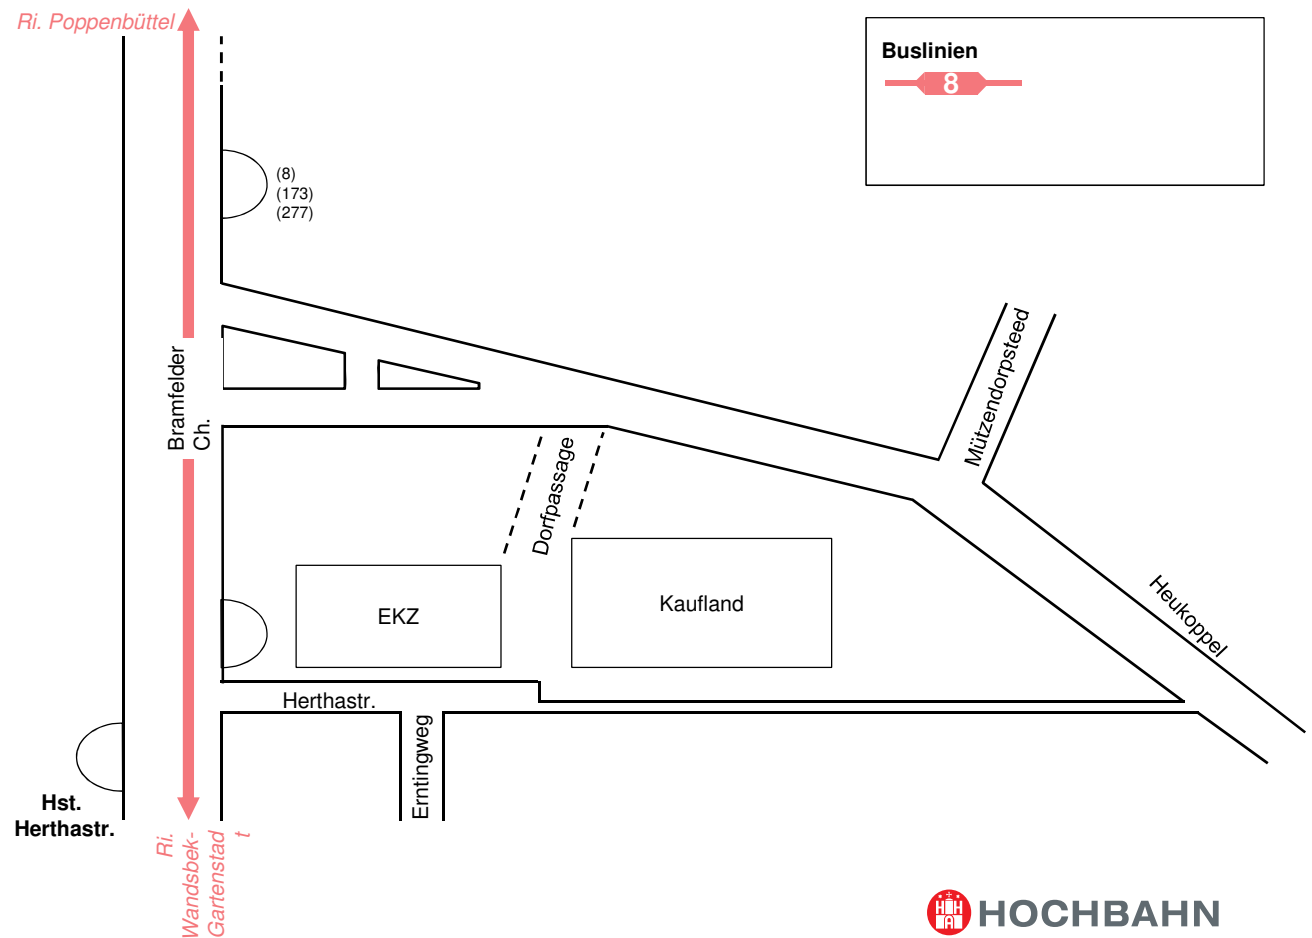 Ri. Poppenbüttel
Buslinien
8
(8)
(173)
(277)
Bramfelder
Ch.
Mützendorpsteed
Dorfpassage
EKZ
Kaufland
Heukoppel
Herthastr.
Erntingweg
Hst.
Herthastr.
Ri.
Wandsbek-
Gartenstad
t
HOCHBAHN